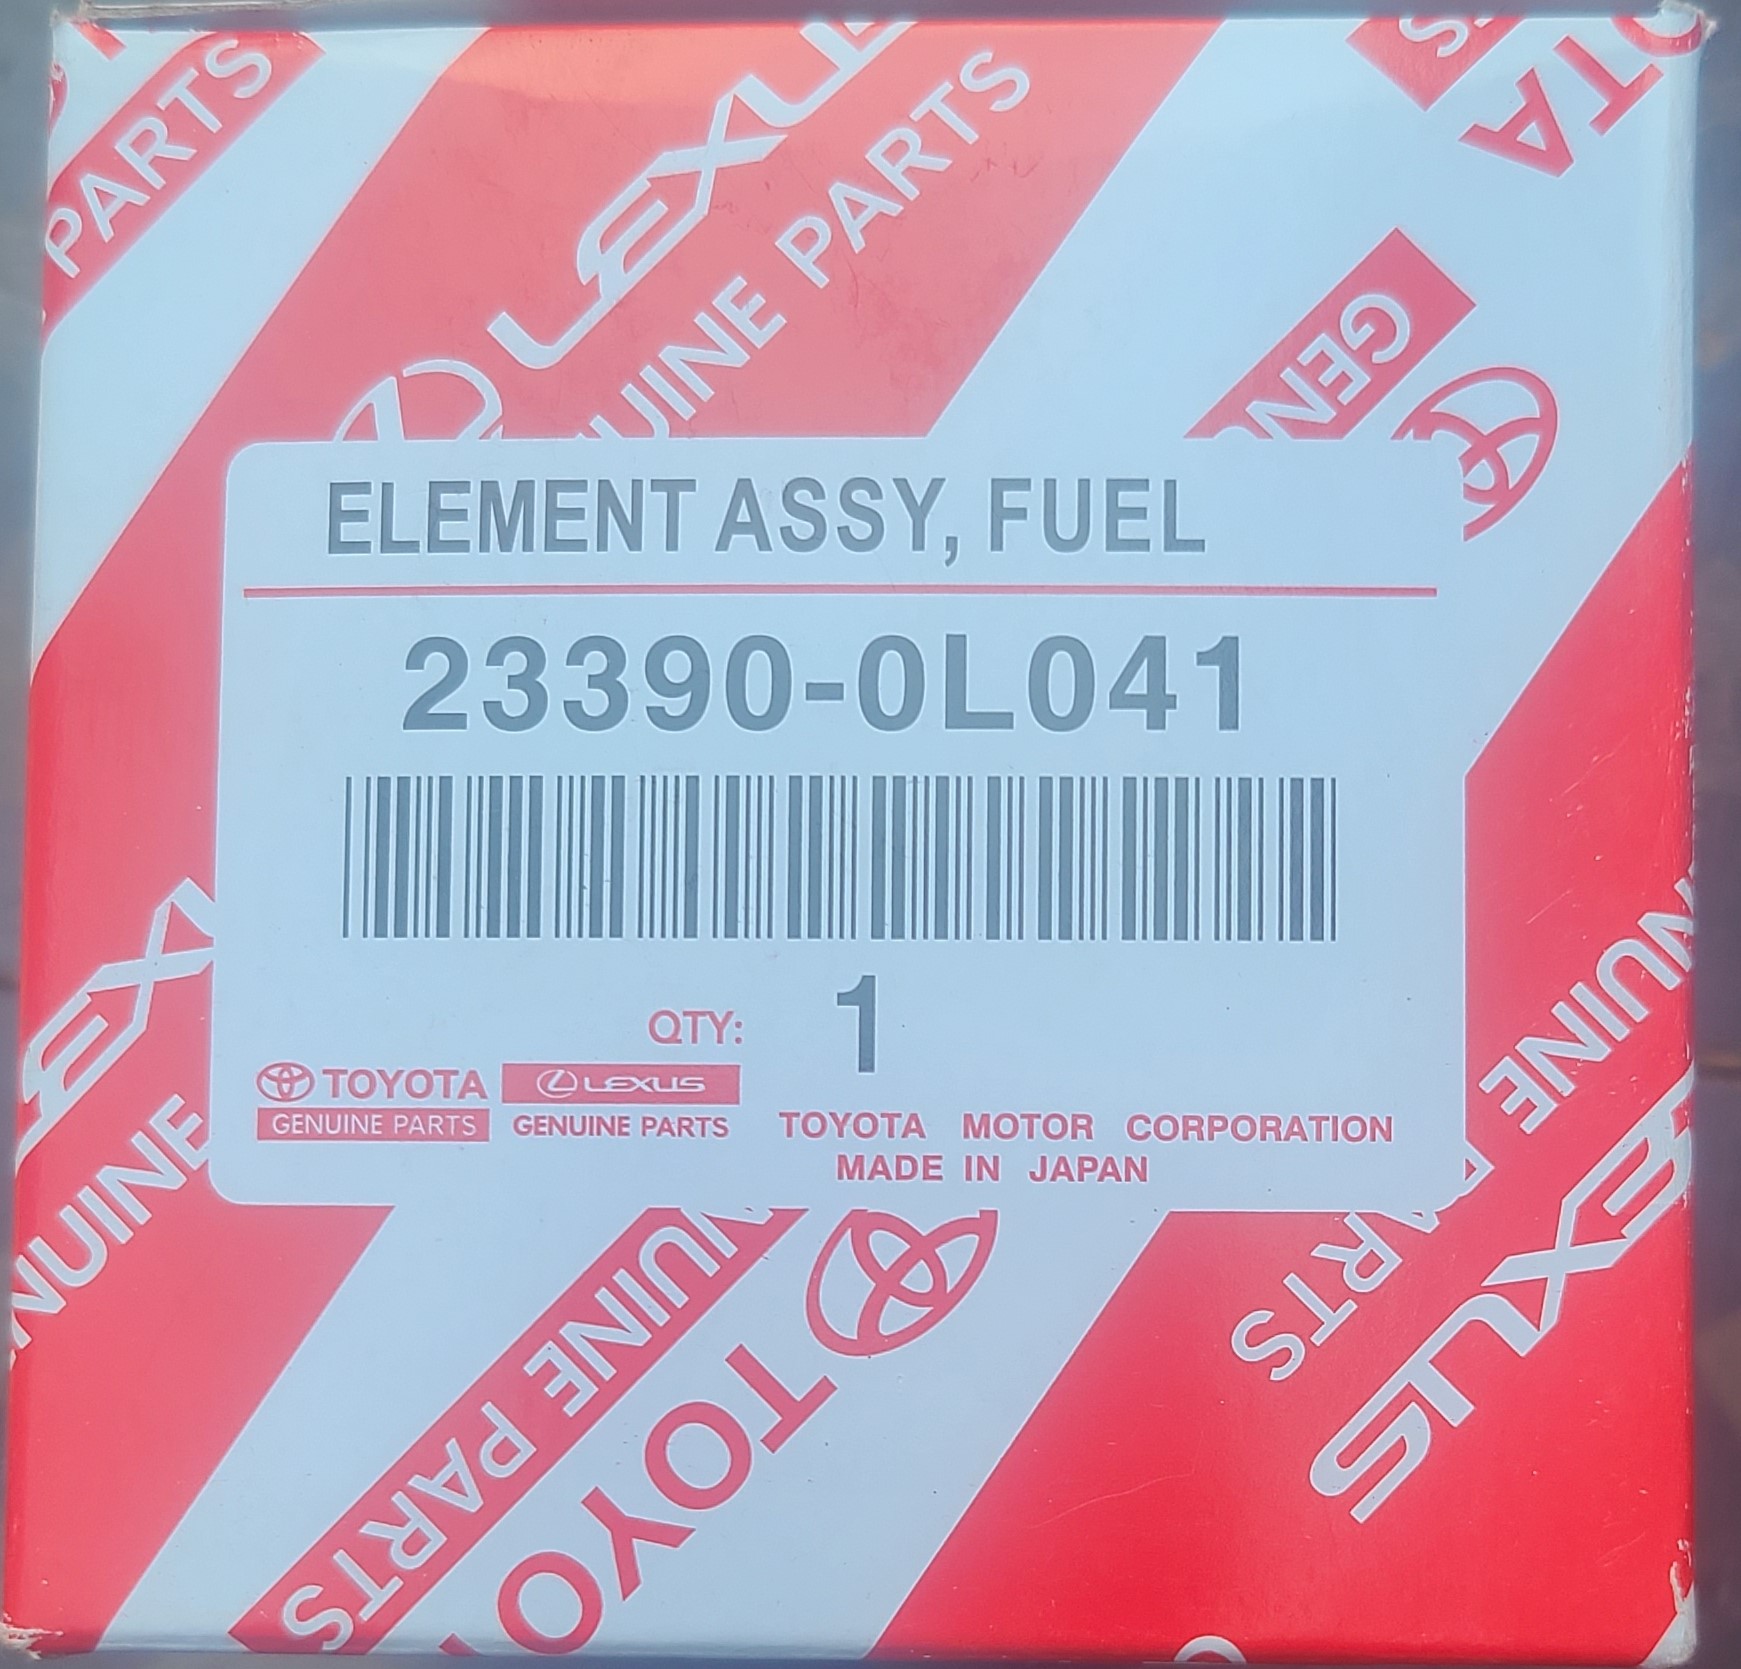 PARTS
LEXUS
GENUINE PARTS
TOYOTA
GENUINE
ELEMENT ASSY, FUEL
23390-0L041
QTY: 1
TOYOTA LEXUS
GENUINE PARTS GENUINE PARTS
TOYOTA MOTOR CORPORATION
MADE IN JAPAN
LEXUS
GENUINE
GENUINE PARTS
TOYOTA
GENUINE PARTS
LEXUS